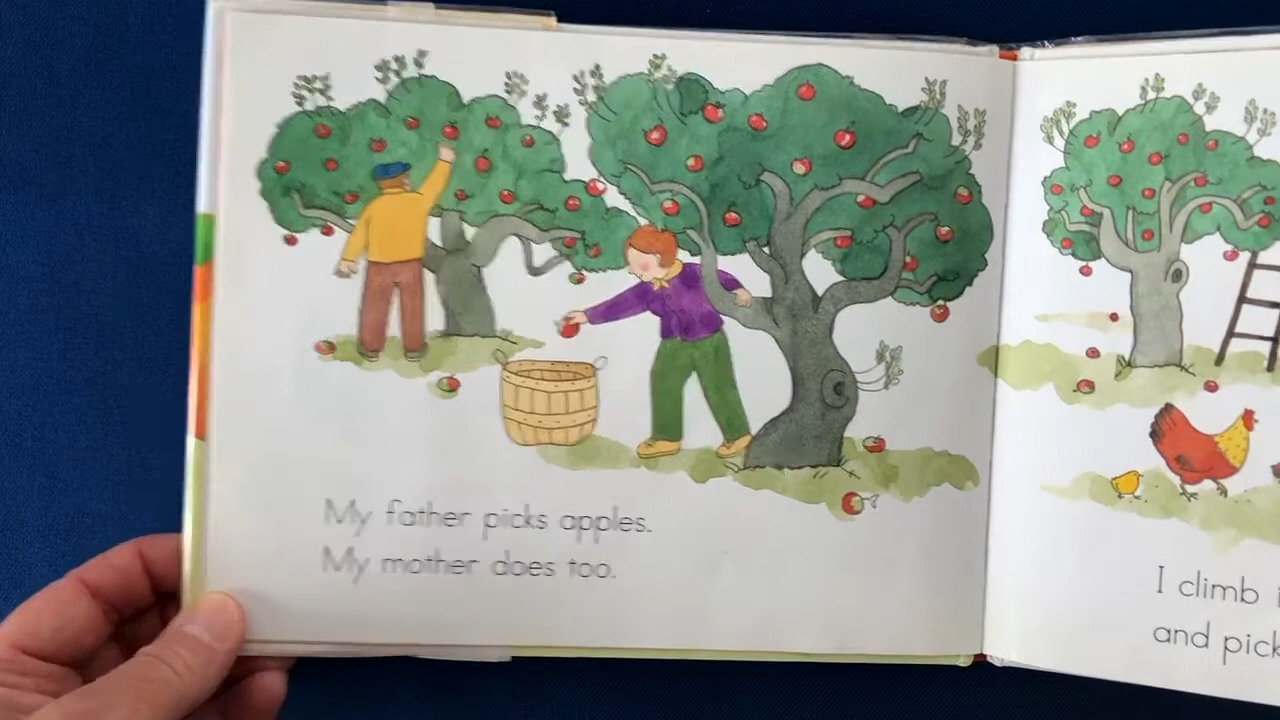 My father picks apples.
My mother does too.
I climb
and pick